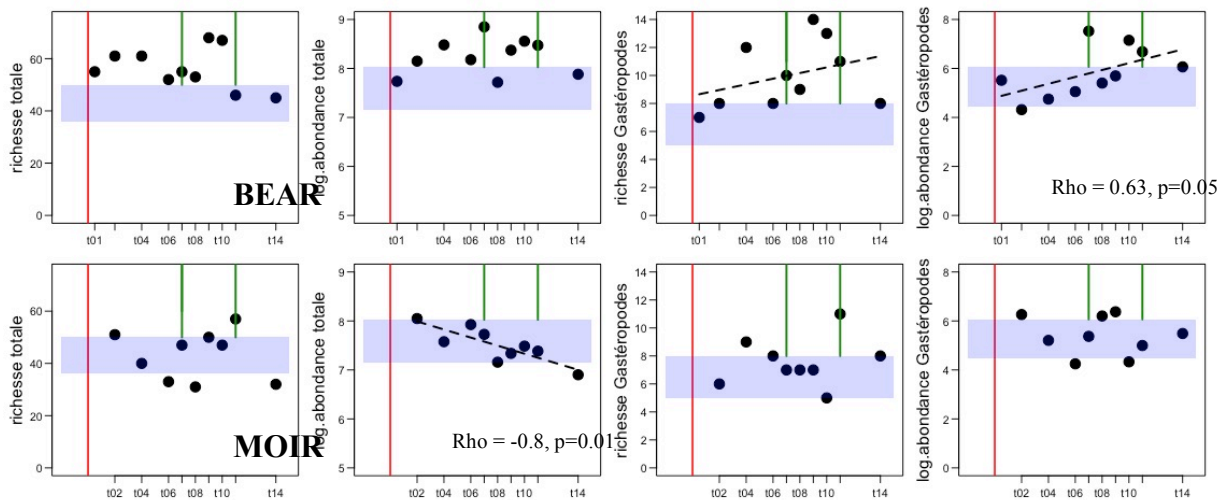 richesse totale
0
20
40
60
t01
t04
t06
t08
t10
t14
BEAR
log.abondance totale
5
6
7
8
9
t01
t04
t06
t08
t10
t14
richesse Gastéropodes
0
2
4
6
8
10
12
14
t01
t04
t06
t08
t10
t14
log.abondance Gastéropodes
0
2
4
6
8
t01
t04
t06
t08
t10
t14
Rho = 0.63, p=0.05
richesse totale
0
20
40
60
t02
t04
t06
t08
t10
t14
MOIR
log.abondance totale
5
6
7
8
9
t02
t04
t06
t08
t10
t14
Rho = -0.8, p=0.01
richesse Gastéropodes
0
2
4
6
8
10
12
14
t02
t04
t06
t08
t10
t14
log.abondance Gastéropodes
0
2
4
6
8
t02
t04
t06
t08
t10
t14